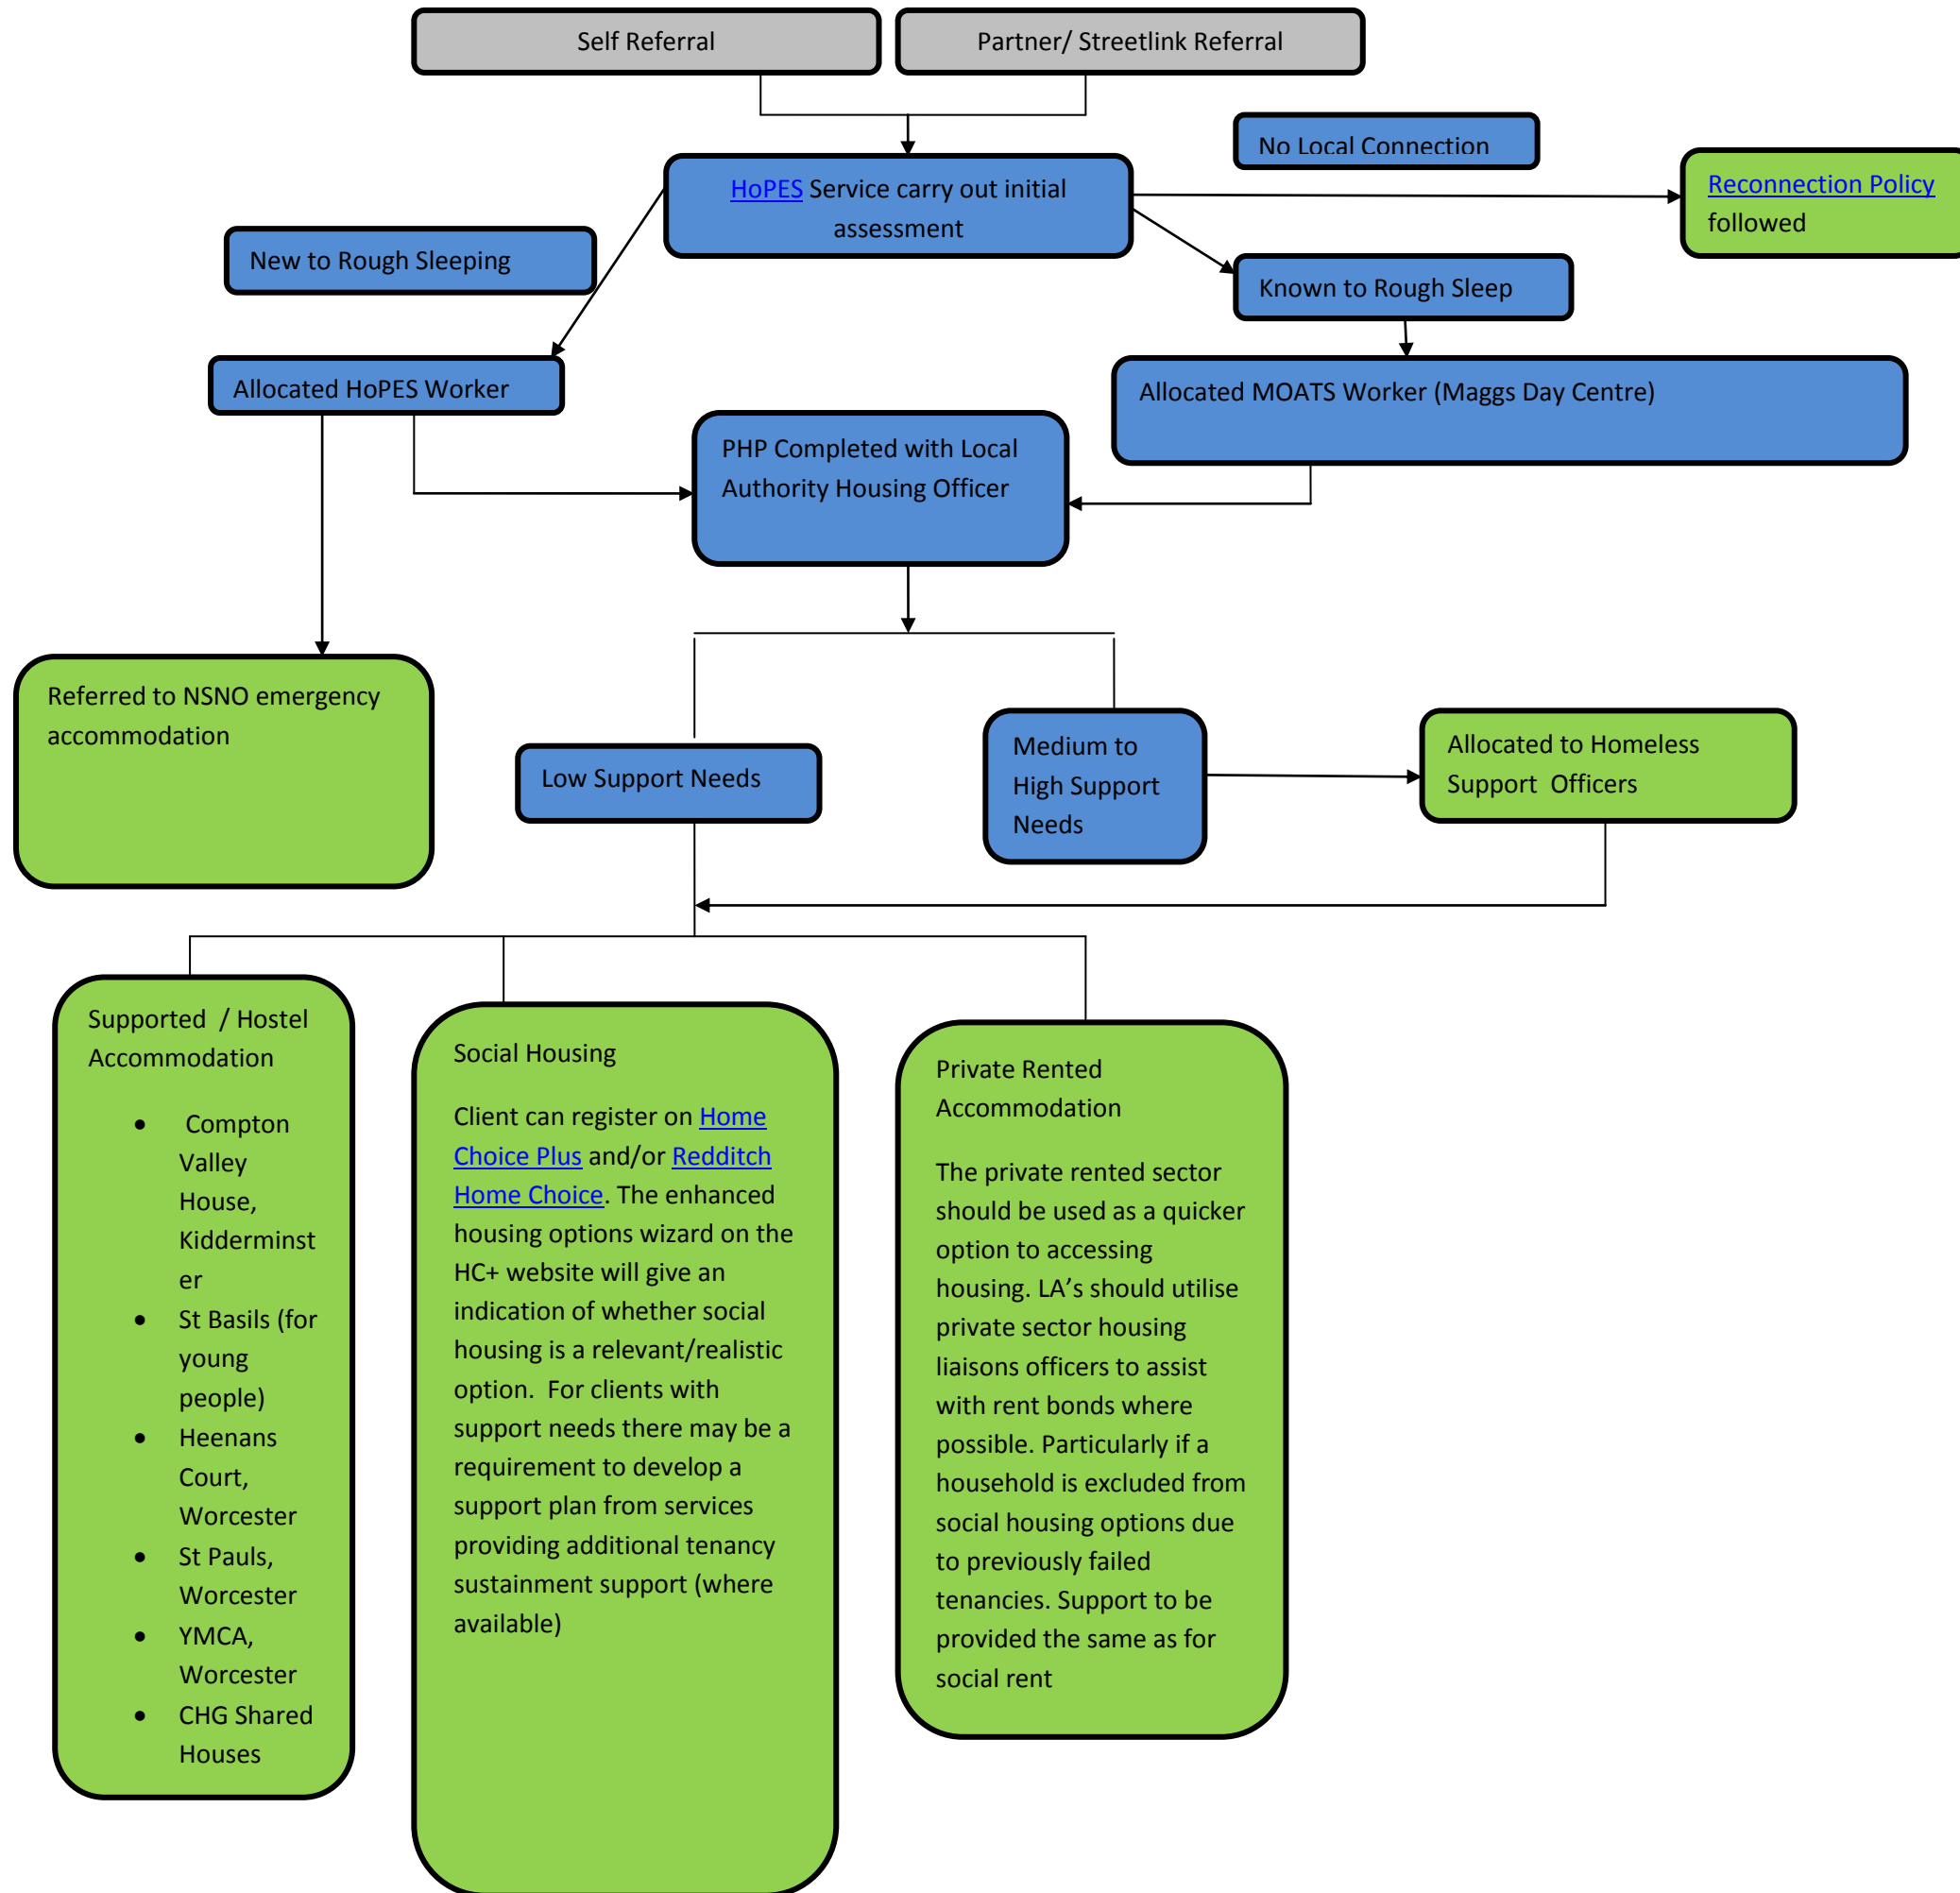 Self Referral
Partner/ Streetlink Referral
No Local Connection
HoPES Service carry out initial
assessment
Reconnection Policy
followed
New to Rough Sleeping
Known to Rough Sleep
Allocated HoPES Worker
Allocated MOATS Worker (Maggs Day Centre)
PHP Completed with Local
Authority Housing Officer
Referred to NSNO emergency
accommodation
Low Support Needs
Medium to
High Support
Needs
Allocated to Homeless
Support  Officers
Supported  / Hostel
Accommodation
• Compton
Valley
House,
Kidderminst
er
• St Basils (for
young
people)
• Heenans
Court,
Worcester
• St Pauls,
Worcester
• YMCA,
Worcester
• CHG Shared
Houses
Social Housing
Client can register on Home
Choice Plus and/or Redditch
Home Choice. The enhanced
housing options wizard on the
HC+ website will give an
indication of whether social
housing is a relevant/realistic
option.  For clients with
support needs there may be a
requirement to develop a
support plan from services
providing additional tenancy
sustainment support (where
available)
Private Rented
Accommodation
The private rented sector
should be used as a quicker
option to accessing
housing. LA’s should utilise
private sector housing
liaisons officers to assist
with rent bonds where
possible. Particularly if a
household is excluded from
social housing options due
to previously failed
tenancies. Support to be
provided the same as for
social rent